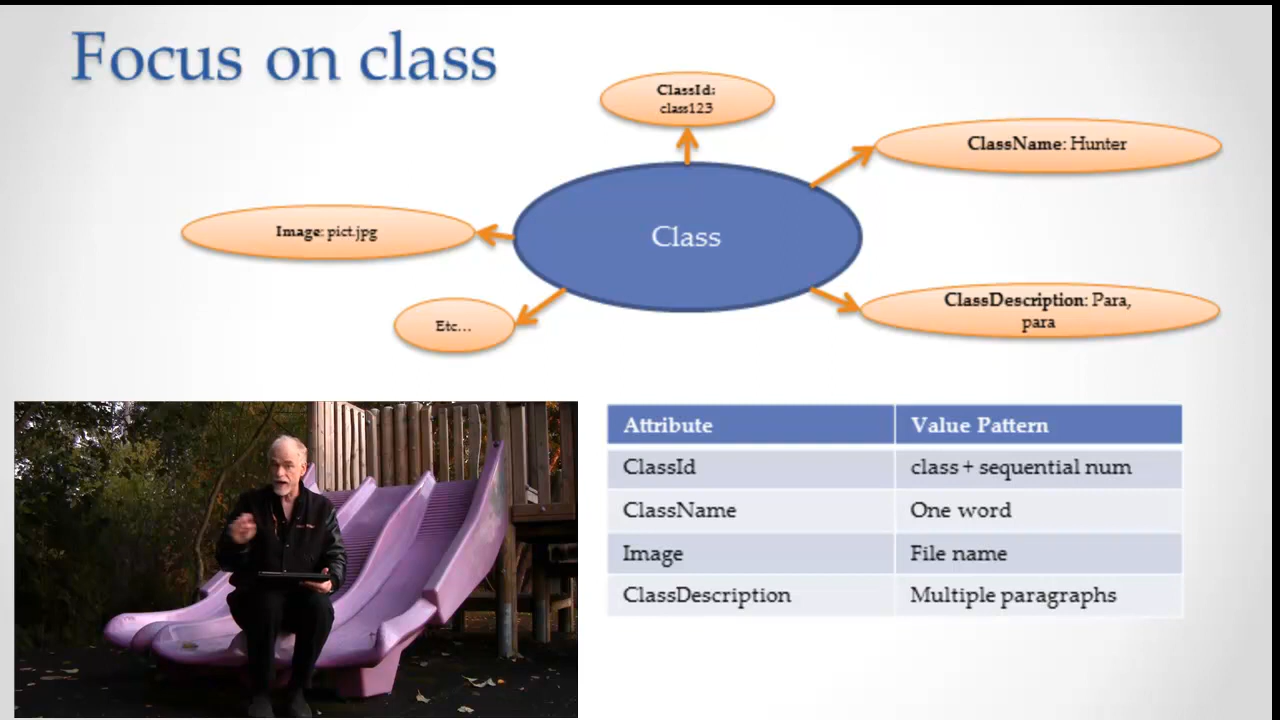 Focus on class
ClassId:
class123
ClassName: Hunter
Class
Image: pict.jpg
ClassDescription: Para,
para
Etc...
Attribute
Value Pattern
ClassId
class + sequential num
ClassName
One word
Image
File name
ClassDescription
Multiple paragraphs